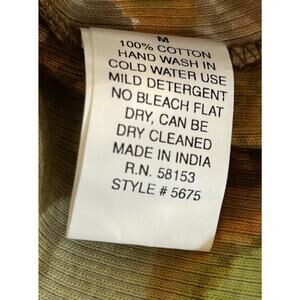 M
100% COTTON
HAND WASH IN
COLD WATER USE
MILD DETERGENT
NO BLEACH FLAT
DRY, CAN BE
DRY CLEANED
MADE IN INDIA
R.N. 58153
STYLE # 5675